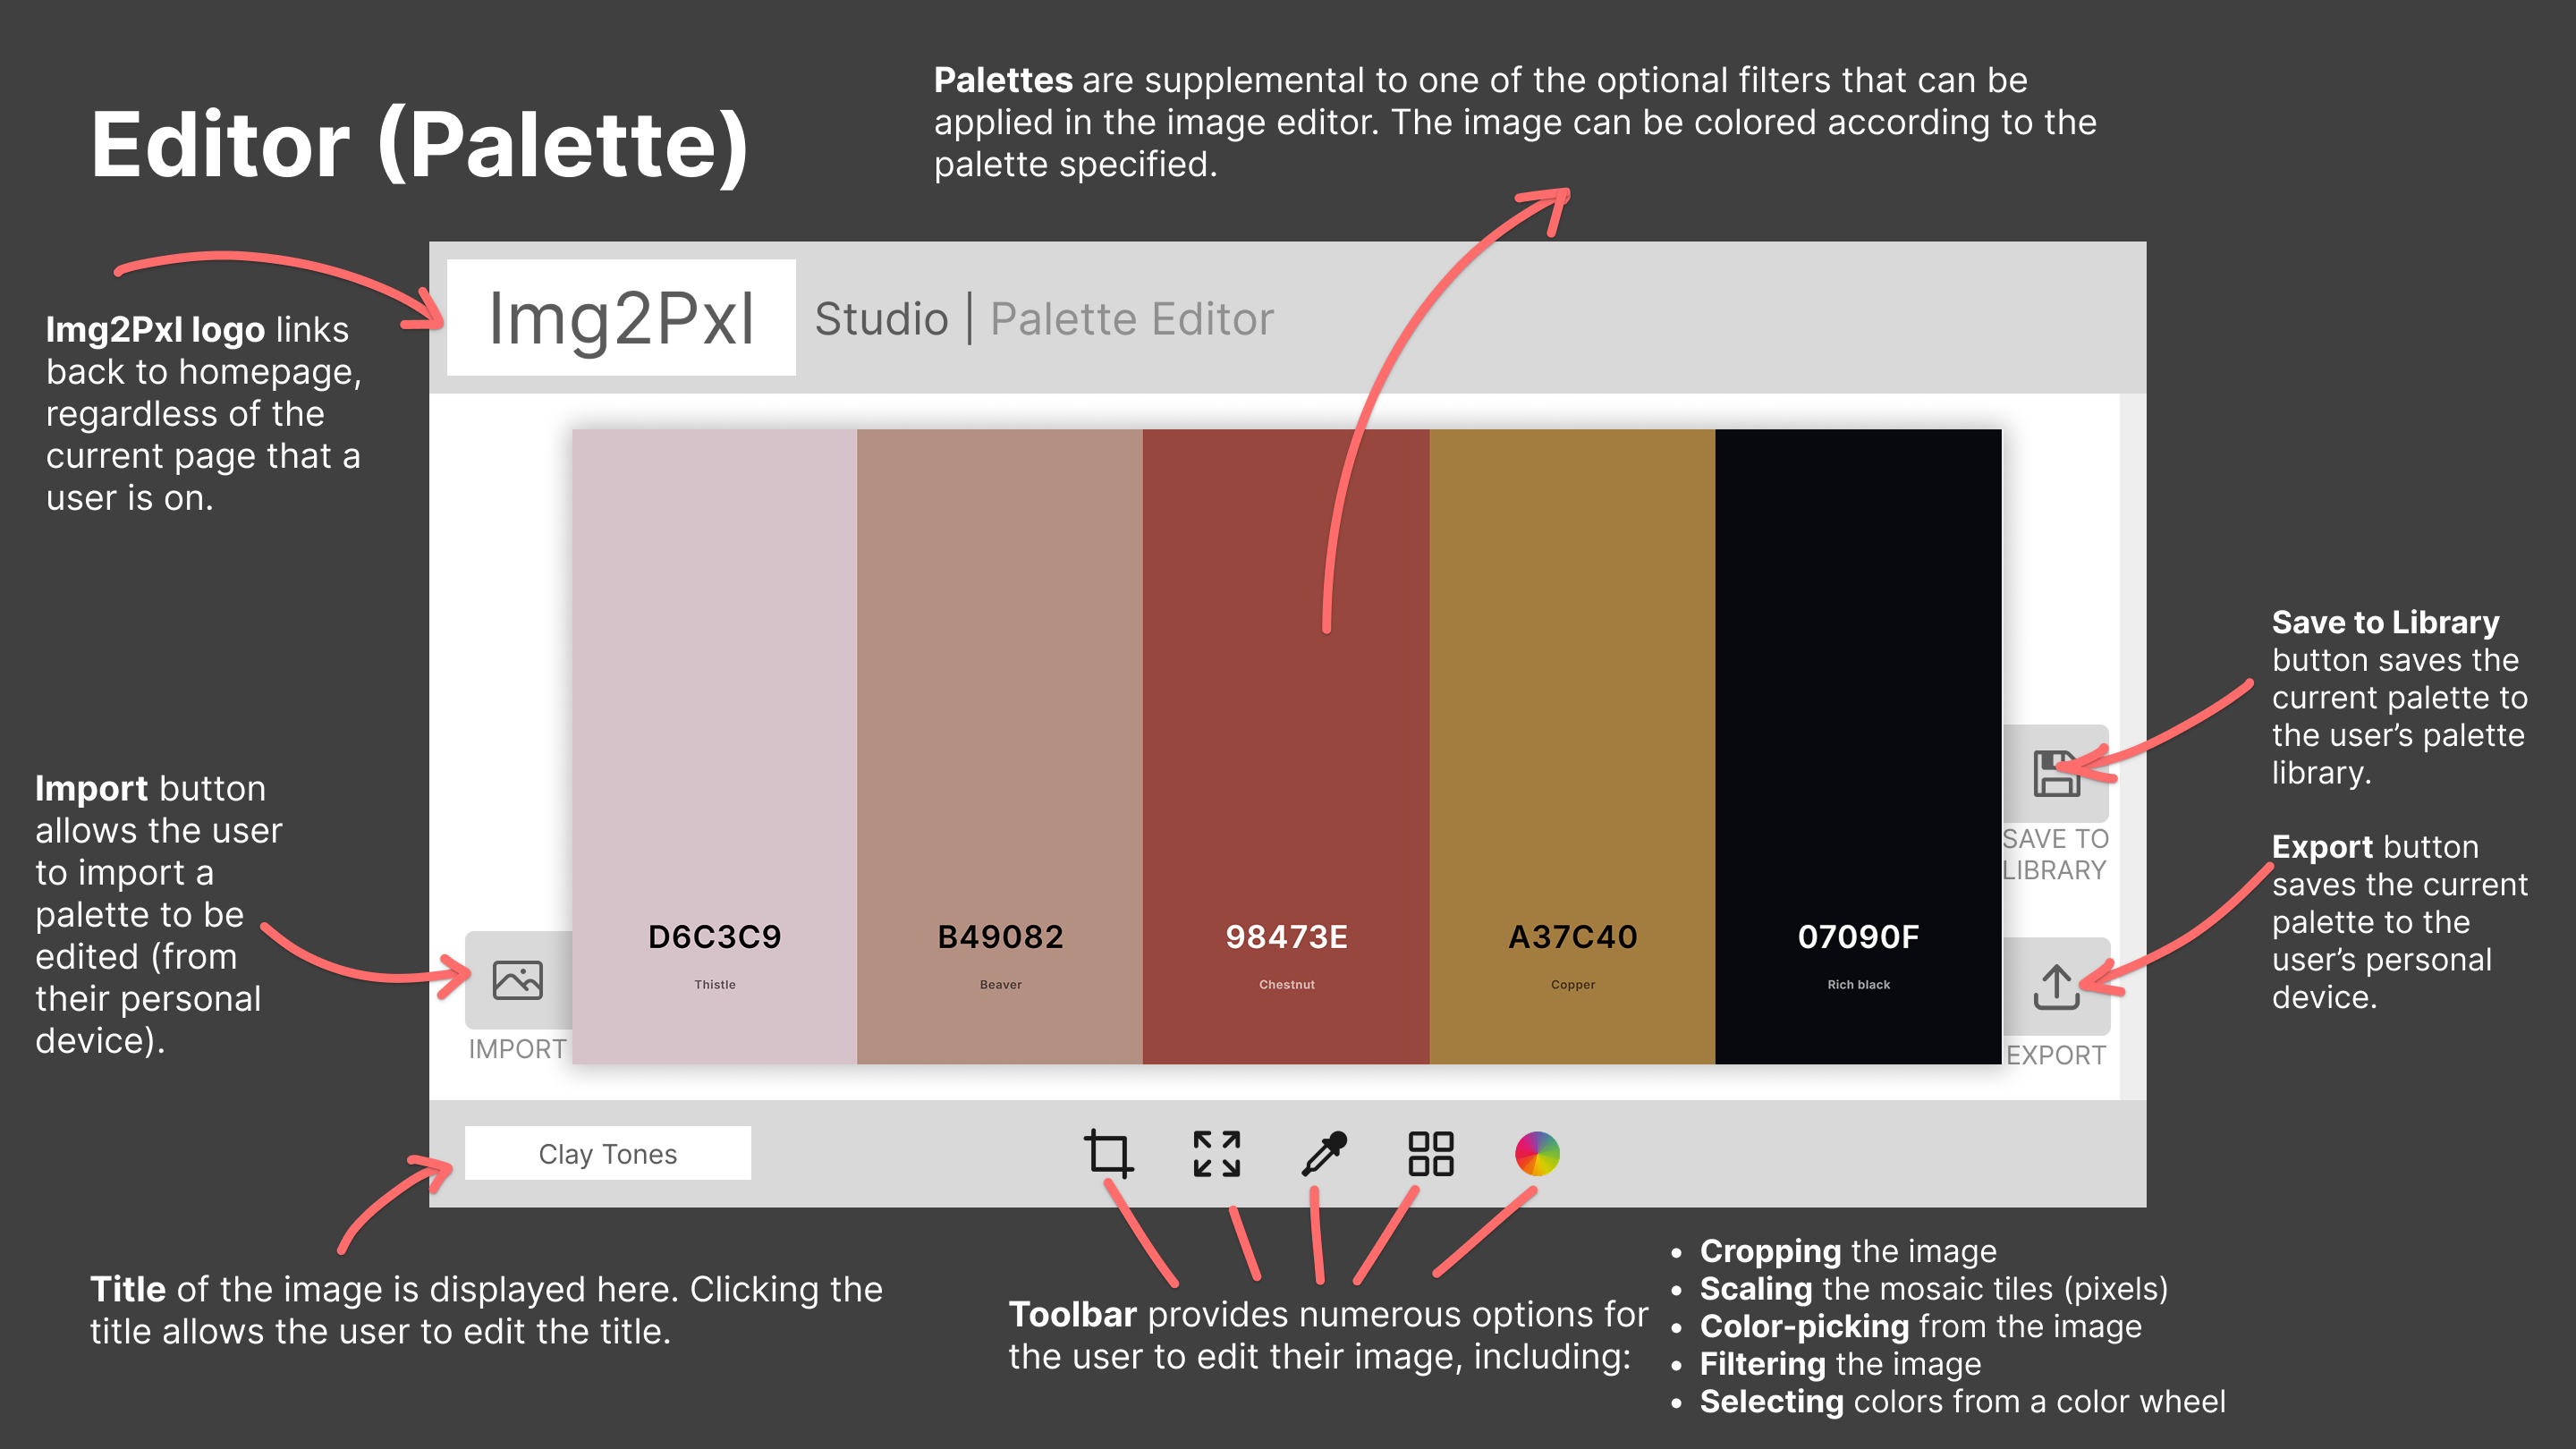 Editor (Palette)
Palettes are supplemental to one of the optional filters that can be
applied in the image editor. The image can be colored according to the
palette specified.
Img2Pxl logo links
back to homepage,
regardless of the
current page that a
user is on.
Img2Pxl
Studio | Palette Editor
Import button
allows the user
to import a
palette to be
edited (from
their personal
device).
IMPORT
D6C3C9
Thistle
B49082
Beaver
98473E
Chestnut
A37C40
Copper
07090F
Rich black
SAVE TO
LIBRARY
EXPORT
Save to Library
button saves the
current palette to
the user’s palette
library.
Export button
saves the current
palette to the
user’s personal
device.
Clay Tones
Title of the image is displayed here. Clicking the
title allows the user to edit the title.
Toolbar provides numerous options for
the user to edit their image, including:
• Cropping the image
• Scaling the mosaic tiles (pixels)
• Color-picking from the image
• Filtering the image
• Selecting colors from a color wheel